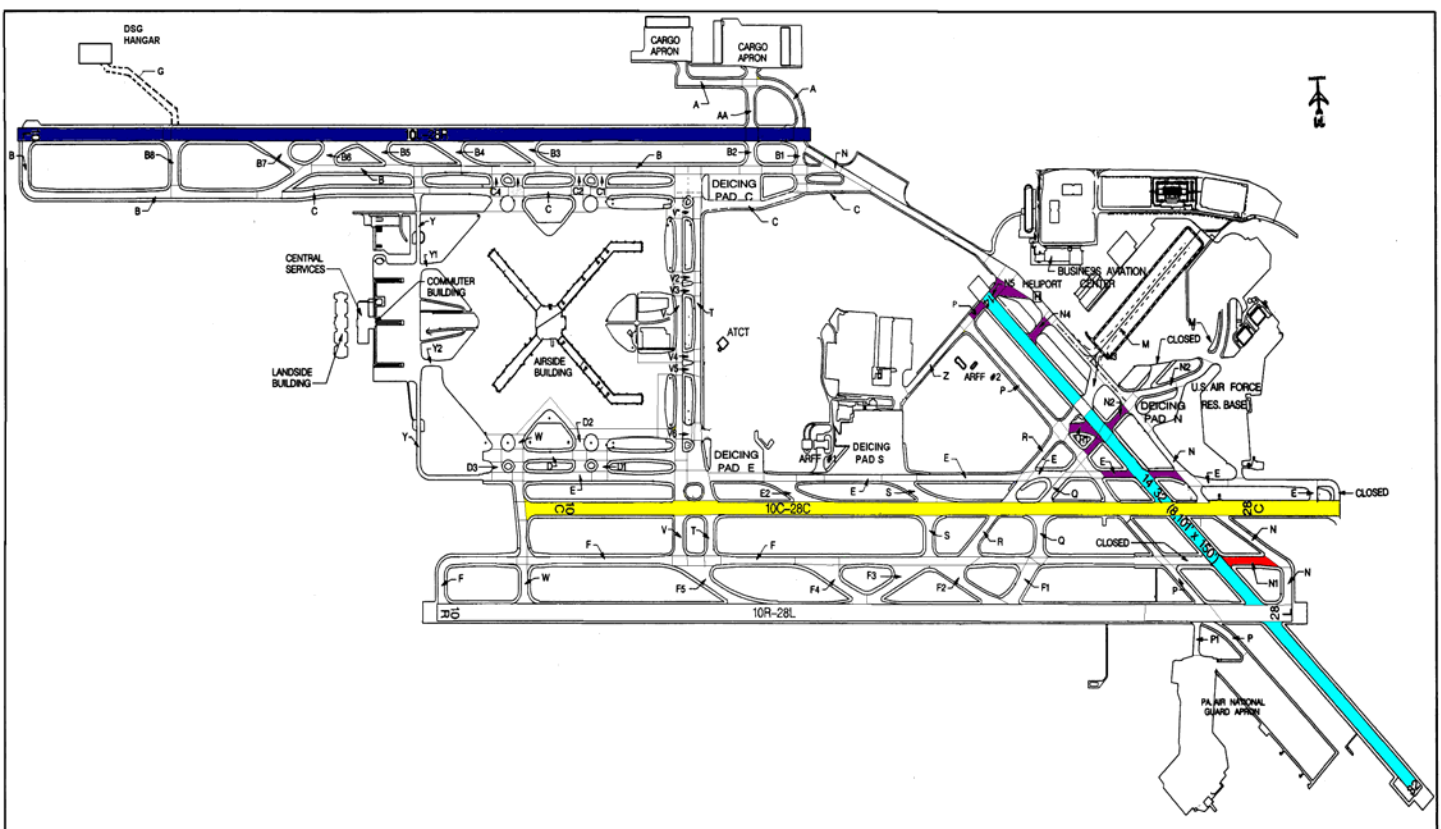 DSG
HANGAR
G
CARGO
APRON
CARGO
APRON
A
A
AA
B
B8
B7
B6
B5
B4
B3
B
B2
B1
N
B
B
C
C4
C
C2
C1
DEICING
PAD C
C
C
Y
Y1
V
V2
V3
V
T
CENTRAL
SERVICES
COMMUTER
BUILDING
LANDSIDE
BUILDING
Y2
AIRSIDE
BUILDING
ATCT
V4
V5
V6
BUSINESS AVIATION
CENTER
N5
HELIPORT
H
P
N4
M
M
CLOSED
N2
U.S. AIR FORCE
RES. BASE
Z
ARFF #2
P
N2
DEICING
PAD N
Y
W
D2
D3
D
D1
E
DEICING
PAD E
ARFF #1
DEICING
PAD S
R
E
E2
E
S
E
E
Q
N
E
E
CLOSED
10
C
10C-28C
14-32
(8,101' x 150')
28
C
F
V
T
F
S
R
Q
CLOSED
N
F
W
F5
F4
F3
F2
F1
P
N1
N
10
R
10R-28L
28
L
P1
P
PA. AIR NATIONAL
GUARD APRON